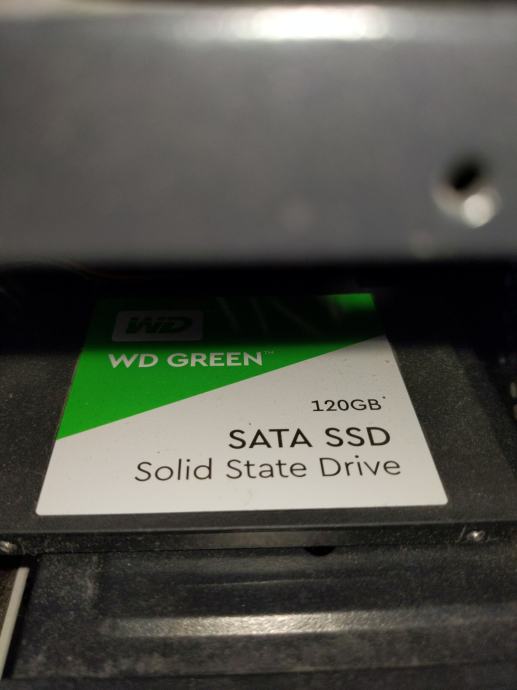 WD
WD GREEN™
120GB
SATA SSD
Solid State Drive